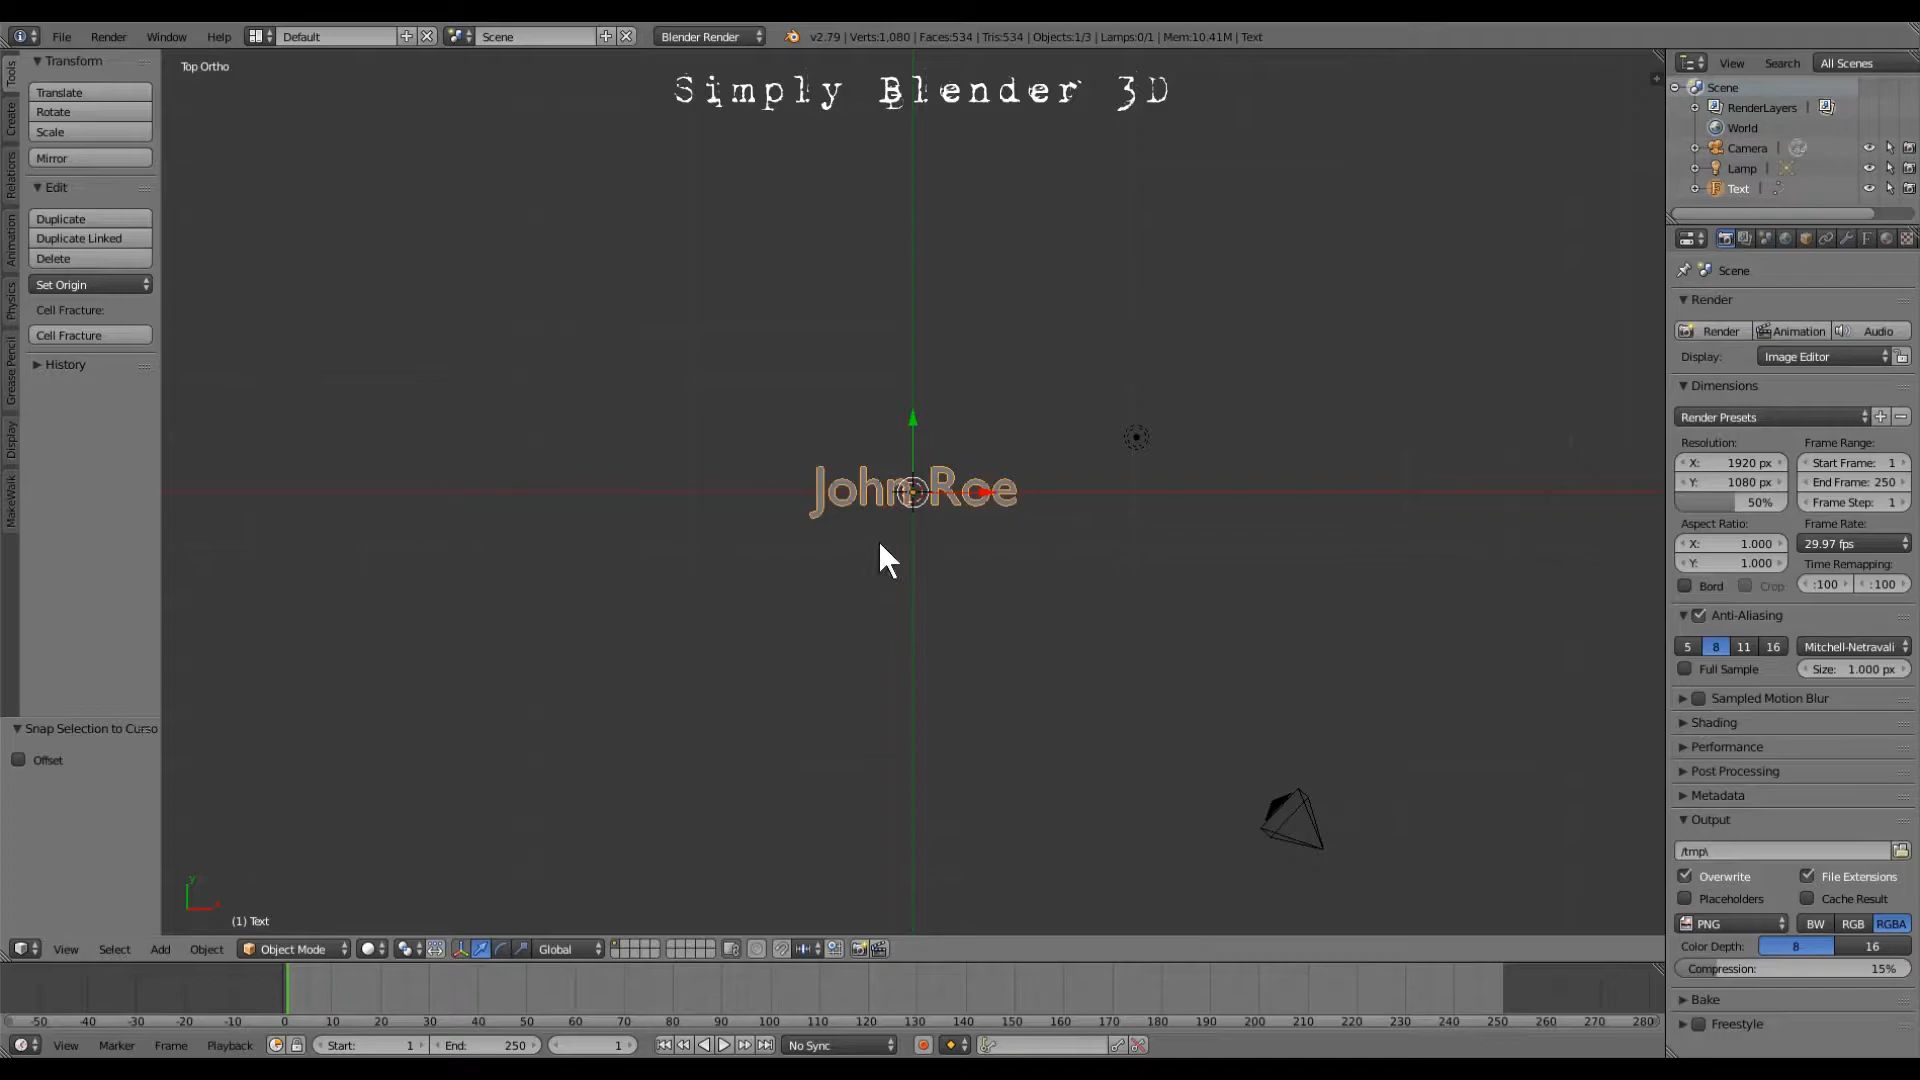 File Render Window Help Default Scene Blender Render v2.79 | Verts:1,080 | Faces:534 | Tris:534 | Objects:1/3 | Lamps:0/1 | Mem:10.41M | Text
Tools
Create
Relations
Animation
Physics
Grease Pencil
Display
MakeWalk
Transform
Translate
Rotate
Scale
Mirror
Edit
Duplicate
Duplicate Linked
Delete
Set Origin
Cell Fracture:
Cell Fracture
History
Snap Selection to Curso
Offset
Top Ortho
Simply Blender 3D
John Roe
y
x
(1) Text
View Search All Scenes
Scene
RenderLayers
World
Camera
Lamp
Text
Scene
Render
Render Animation Audio
Display: Image Editor
Dimensions
Render Presets
Resolution: Frame Range:
X: 1920 px Start Frame: 1
Y: 1080 px End Frame: 250
50% Frame Step: 1
Aspect Ratio: Frame Rate:
X: 1.000 29.97 fps
Y: 1.000 Time Remapping:
Bord Crop :100 :100
Anti-Aliasing
5 8 11 16 Mitchell-Netravali
Full Sample Size: 1.000 px
Sampled Motion Blur
Shading
Performance
Post Processing
Metadata
Output
/tmp\
Overwrite File Extensions
Placeholders Cache Result
PNG BW RGB RGBA
Color Depth: 8 16
Compression: 15%
Bake
Freestyle
View Select Add Object Object Mode Global
-50 -40 -30 -20 -10 0 10 20 30 40 50 60 70 80 90 100 110 120 130 140 150 160 170 180 190 200 210 220 230 240 250 260 270 280
View Marker Frame Playback Start: 1 End: 250 1 No Sync